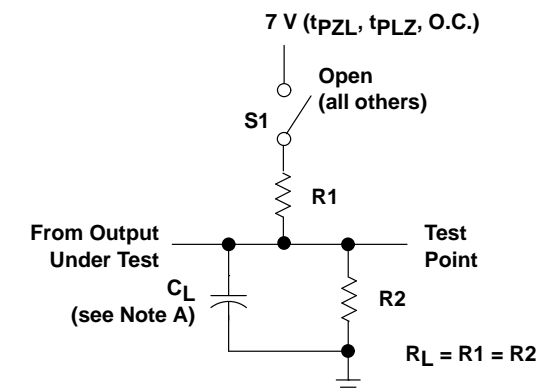 7 V (tPZL, tPLZ, O.C.)
Open
(all others)
S1
R1
From Output
Under Test
Test
Point
CL
(see Note A)
R2
RL = R1 = R2